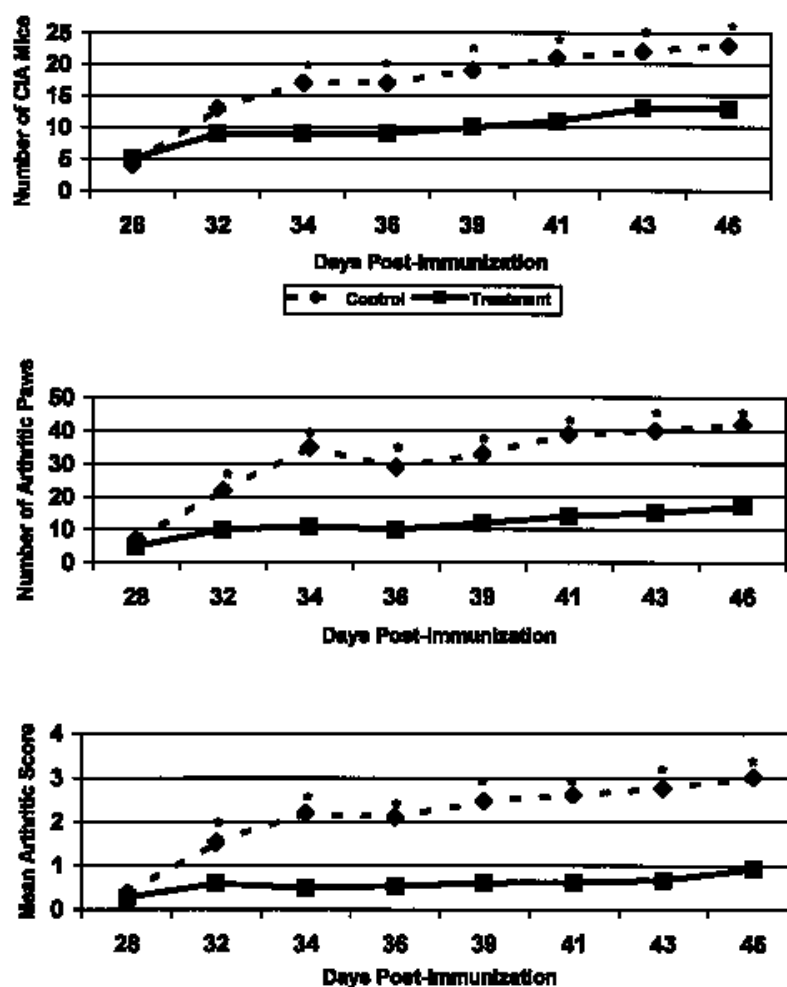 Number of CIA Mice
25
20
15
10
5
0
28 32 34 36 39 41 43 46
Days Post-Immunization
Control Treatment
Number of Arthritic Paws
50
40
30
20
10
0
28 32 34 36 39 41 43 46
Days Post-Immunization
Mean Arthritic Score
4
3
2
1
0
28 32 34 36 39 41 43 46
Days Post-Immunization